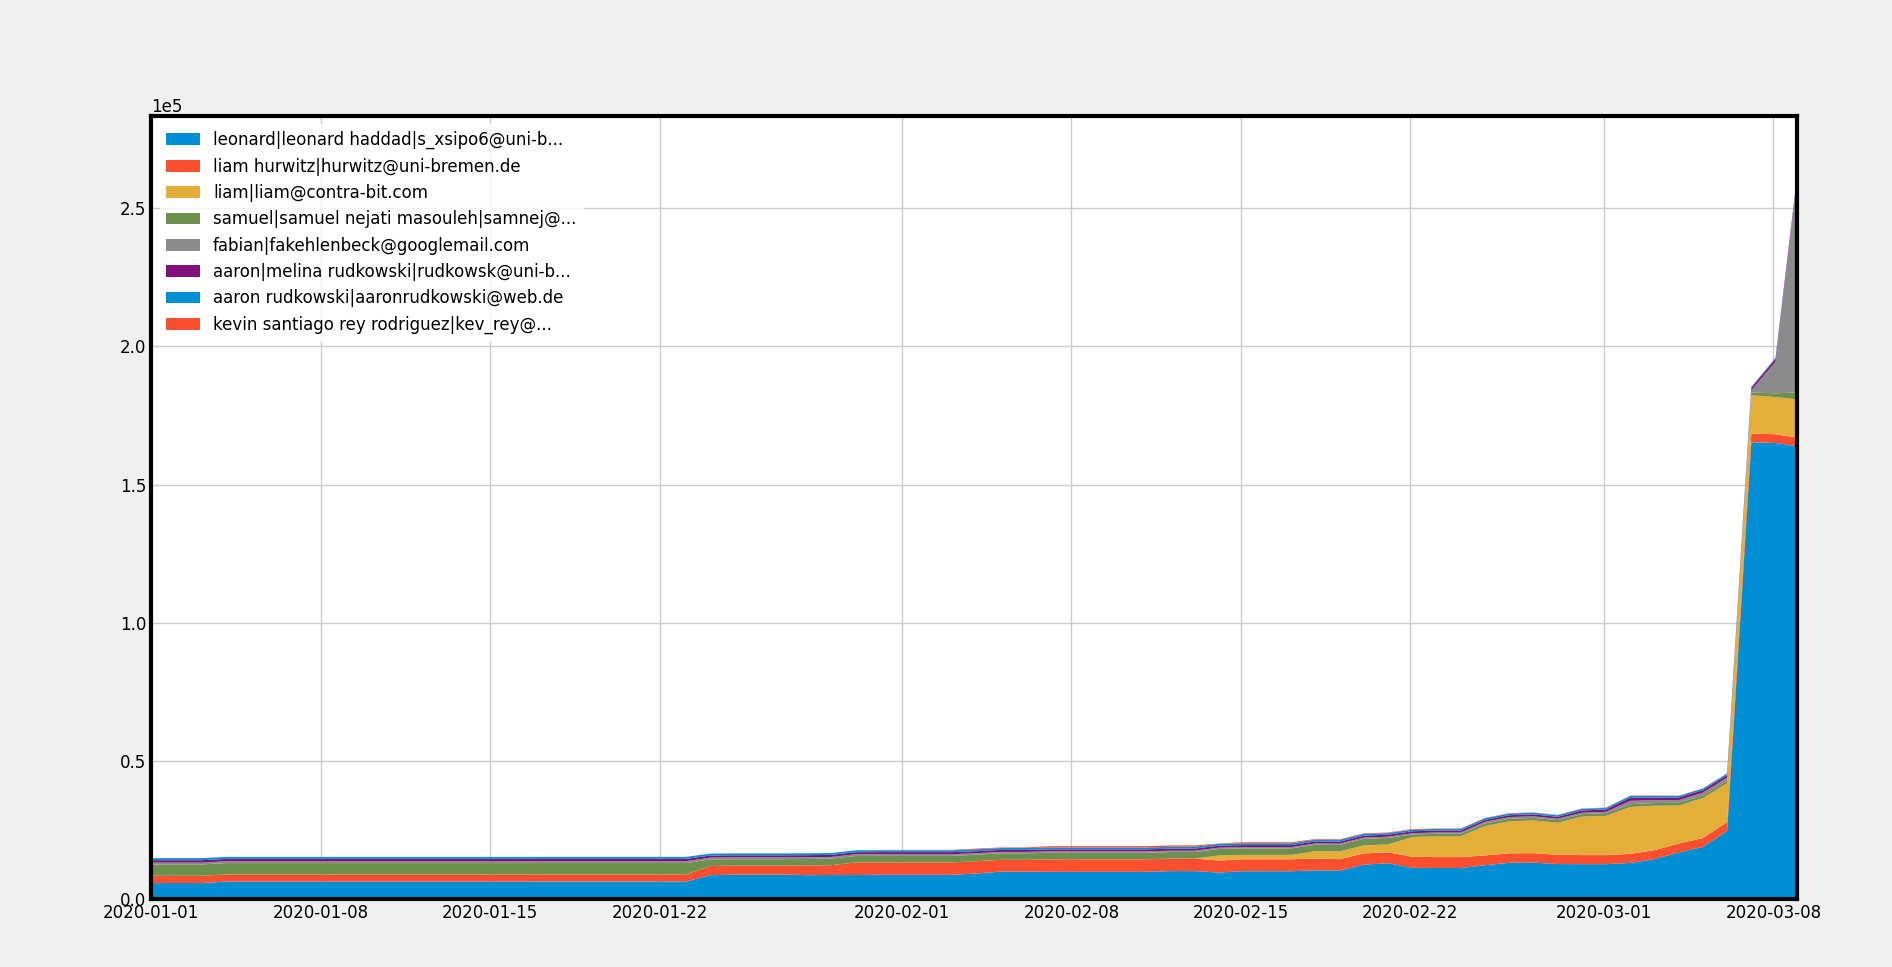 1e5
leonard|leonard haddad|s_xsipo6@uni-b...
liam hurwitz|hurwitz@uni-bremen.de
liam|liam@contra-bit.com
samuel|samuel nejati masouleh|samnej@...
fabian|fakehlenbeck@googlemail.com
aaron|melina rudkowski|rudkowsk@uni-b...
aaron rudkowski|aaronrudkowski@web.de
kevin santiago rey rodriguez|kev_rey@...
2.5
2.0
1.5
1.0
0.5
0.0
2020-01-01 2020-01-08 2020-01-15 2020-01-22 2020-02-01 2020-02-08 2020-02-15 2020-02-22 2020-03-01 2020-03-08